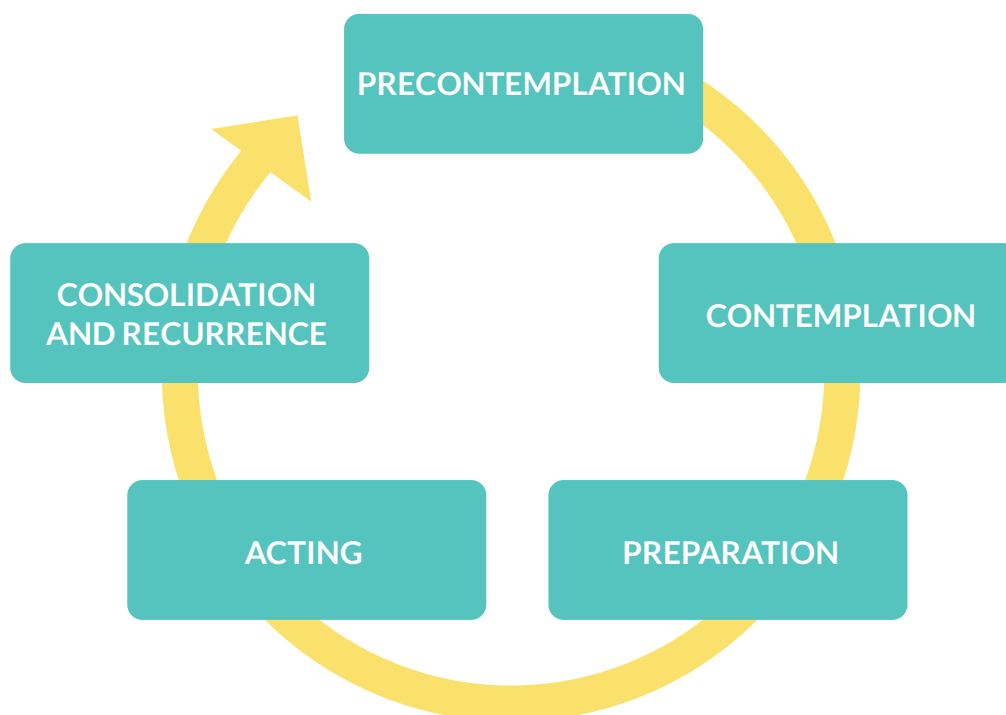 PRECONTEMPLATION
CONTEMPLATION
PREPARATION
ACTING
CONSOLIDATION
AND RECURRENCE